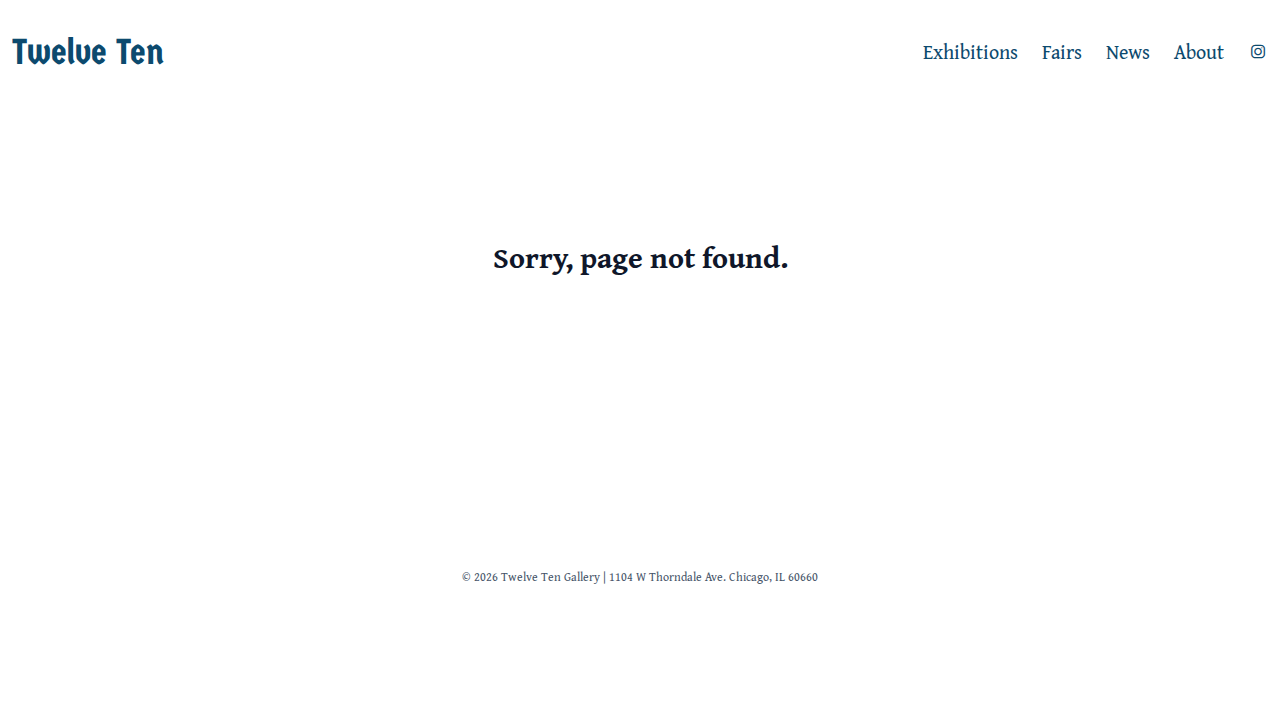 Twelve Ten
Exhibitions Fairs News About
Sorry, page not found.
© 2026 Twelve Ten Gallery | 1104 W Thorndale Ave. Chicago, IL 60660